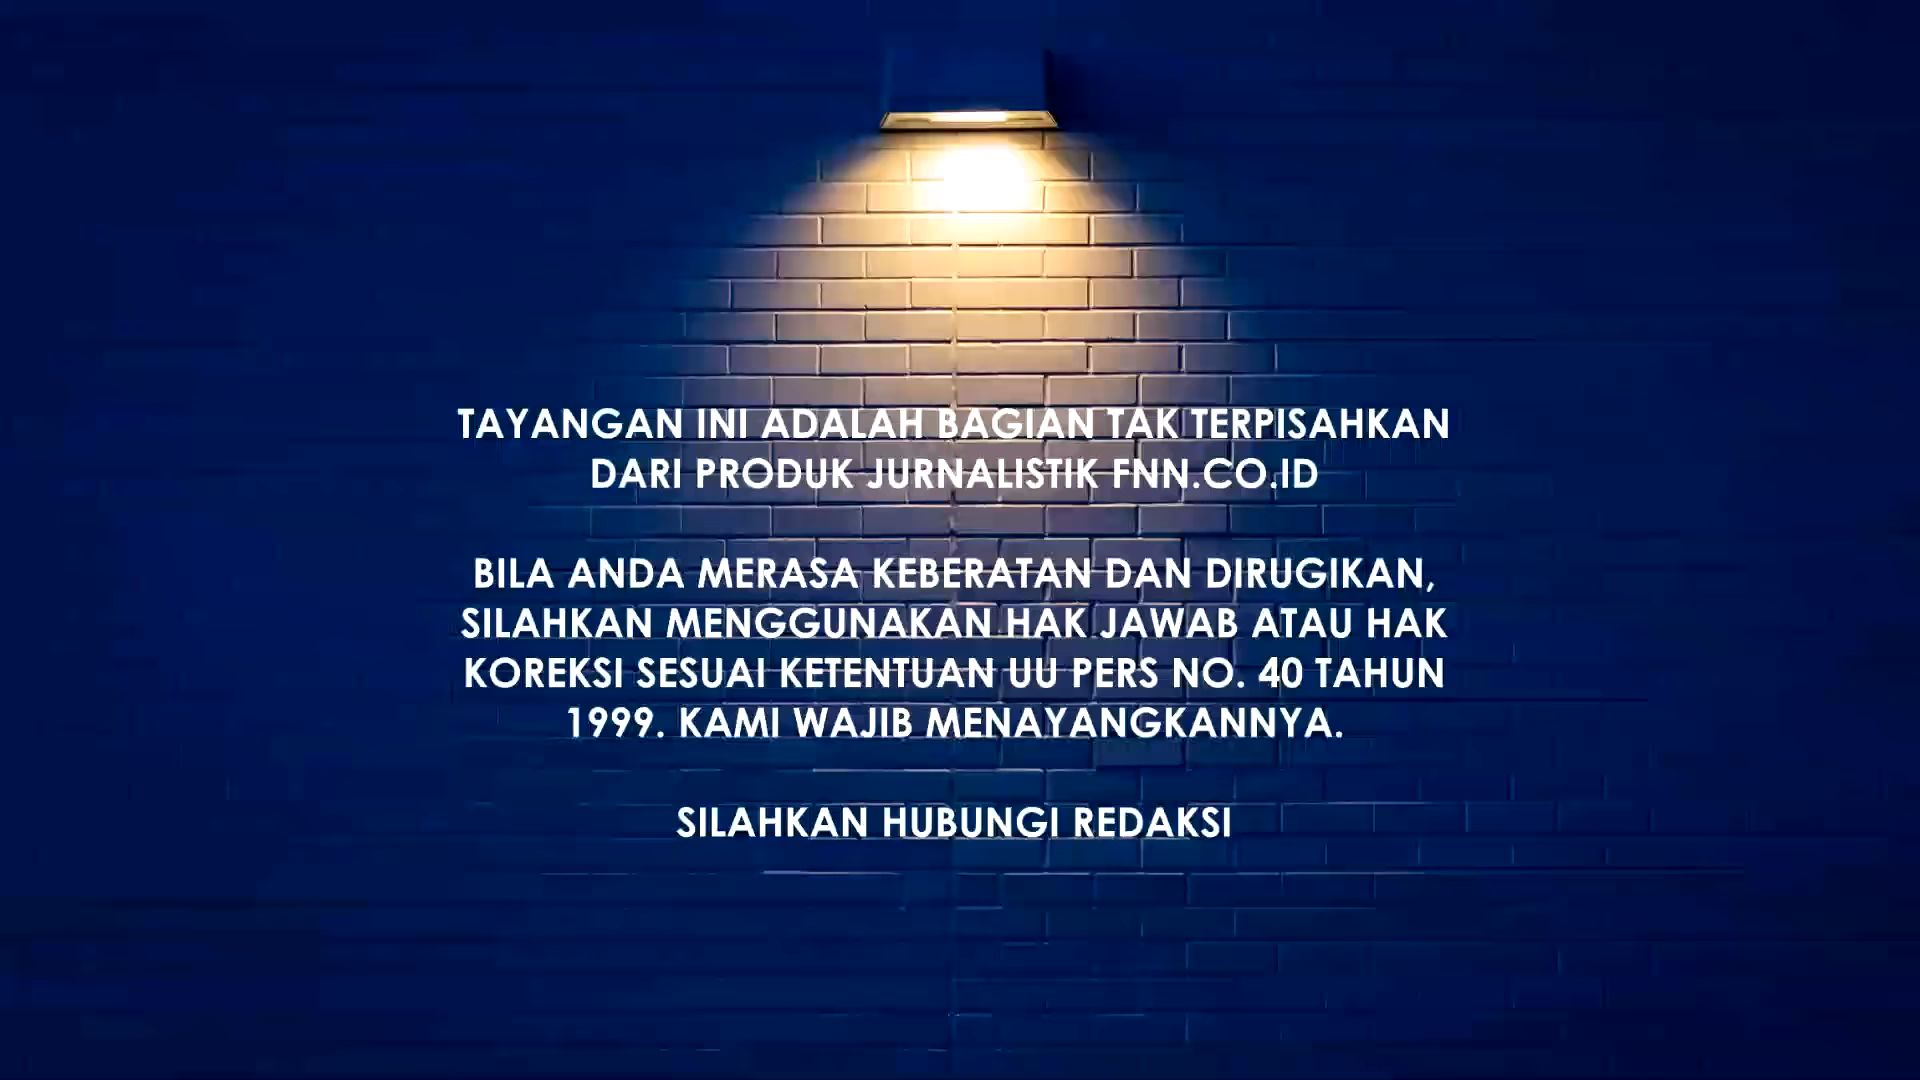 TAYANGAN INI ADALAH BAGIAN TAK TERPISAHKAN
DARI PRODUK JURNALISTIK FNN.CO.ID
BILA ANDA MERASA KEBERATAN DAN DIRUGIKAN,
SILAHKAN MENGGUNAKAN HAK JAWAB ATAU HAK
KOREKSI SESUAI KETENTUAN UU PERS NO. 40 TAHUN
1999. KAMI WAJIB MENAYANGKANNYA.
SILAHKAN HUBUNGI REDAKSI